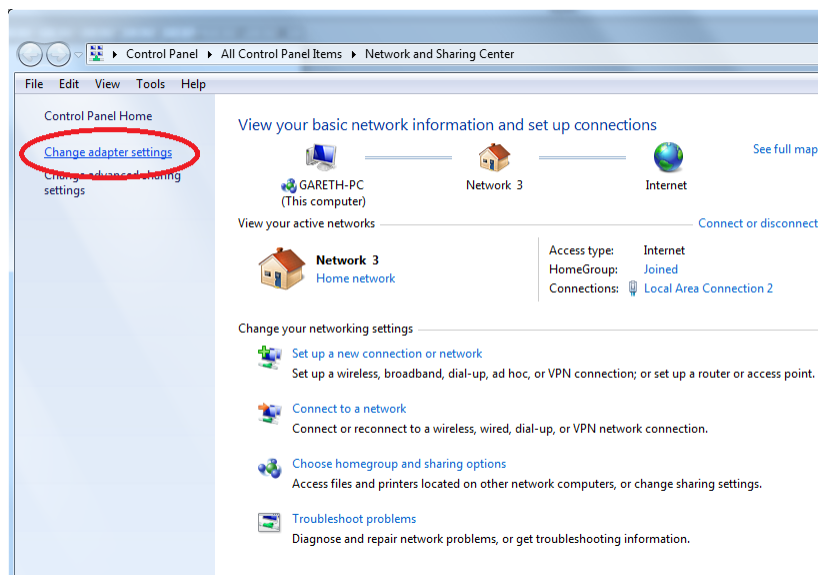 Control Panel ▸ All Control Panel Items ▸ Network and Sharing Center
File Edit View Tools Help
Control Panel Home
Change adapter settings
Change advanced sharing
settings
View your basic network information and set up connections
See full map
GARETH-PC
(This computer)
Network 3
Internet
View your active networks
Connect or disconnect
Network 3
Home network
Access type: Internet
HomeGroup: Joined
Connections: Local Area Connection 2
Change your networking settings
Set up a new connection or network
Set up a wireless, broadband, dial-up, ad hoc, or VPN connection; or set up a router or access point.
Connect to a network
Connect or reconnect to a wireless, wired, dial-up, or VPN network connection.
Choose homegroup and sharing options
Access files and printers located on other network computers, or change sharing settings.
Troubleshoot problems
Diagnose and repair network problems, or get troubleshooting information.